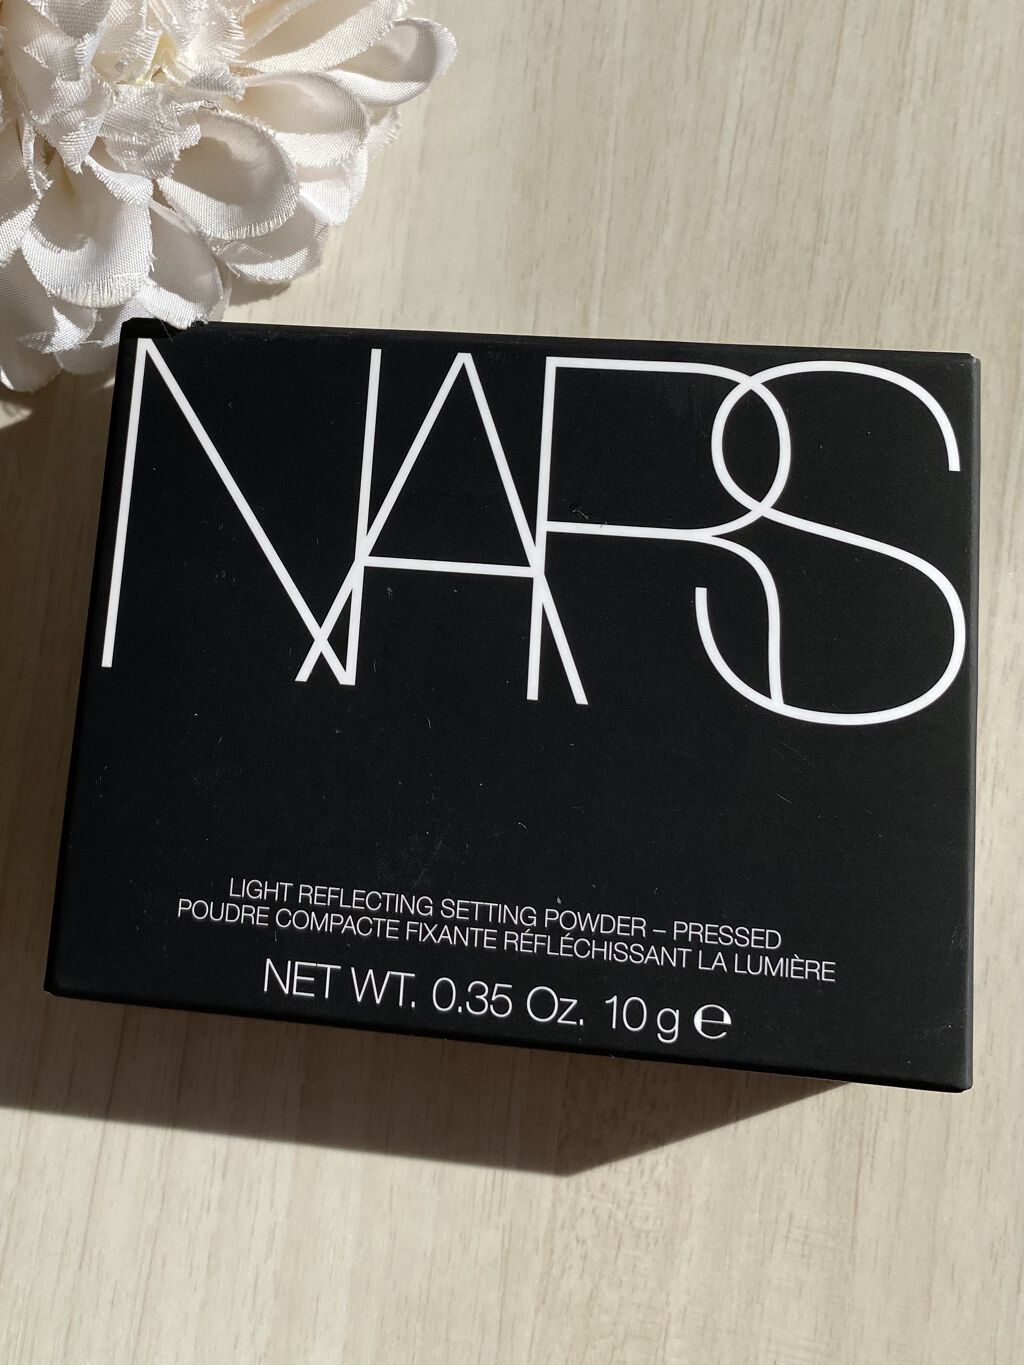 NARS
LIGHT REFLECTING SETTING POWDER – PRESSED
POUDRE COMPACTE FIXANTE RÉFLÉCHISSANT LA LUMIÈRE
NET WT. 0.35 Oz. 10 g ℮